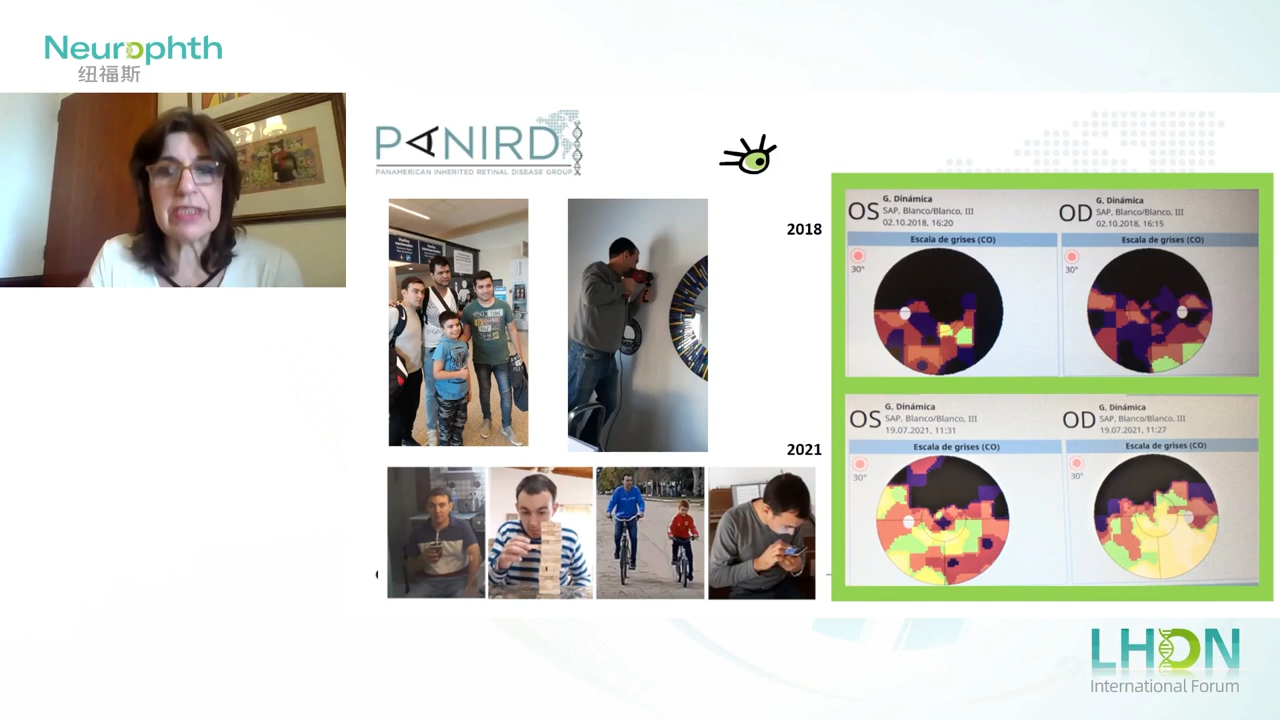 Neurophth
纽福斯
PANIRD
PANAMERICAN INHERITED RETINAL DISEASE GROUP
2018
OS
G. Dinámica
SAP, Blanco/Blanco, III
02.10.2018, 16:20
Escala de grises (CO)
30°
OD
G. Dinámica
SAP, Blanco/Blanco, III
02.10.2018, 16:15
Escala de grises (CO)
30°
2021
OS
G. Dinámica
SAP, Blanco/Blanco, III
19.07.2021, 11:31
Escala de grises (CO)
30°
OD
G. Dinámica
SAP, Blanco/Blanco, III
19.07.2021, 11:27
Escala de grises (CO)
30°
LHON
International Forum